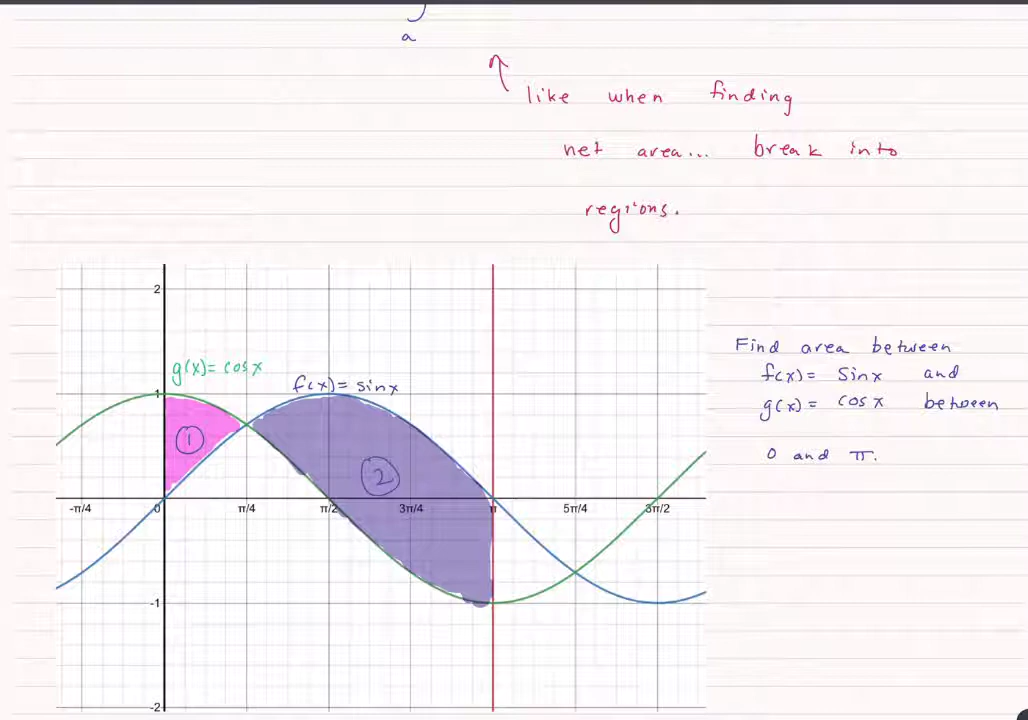 a
like when finding
net area... break into
regions.
2
g(x) = cos x
f(x) = sin x
1
①
②
-π/4
0
π/4
π/2
3π/4
π
5π/4
3π/2
-1
-2
Find area between
f(x) = Sin x and
g(x) = cos x between
0 and π.